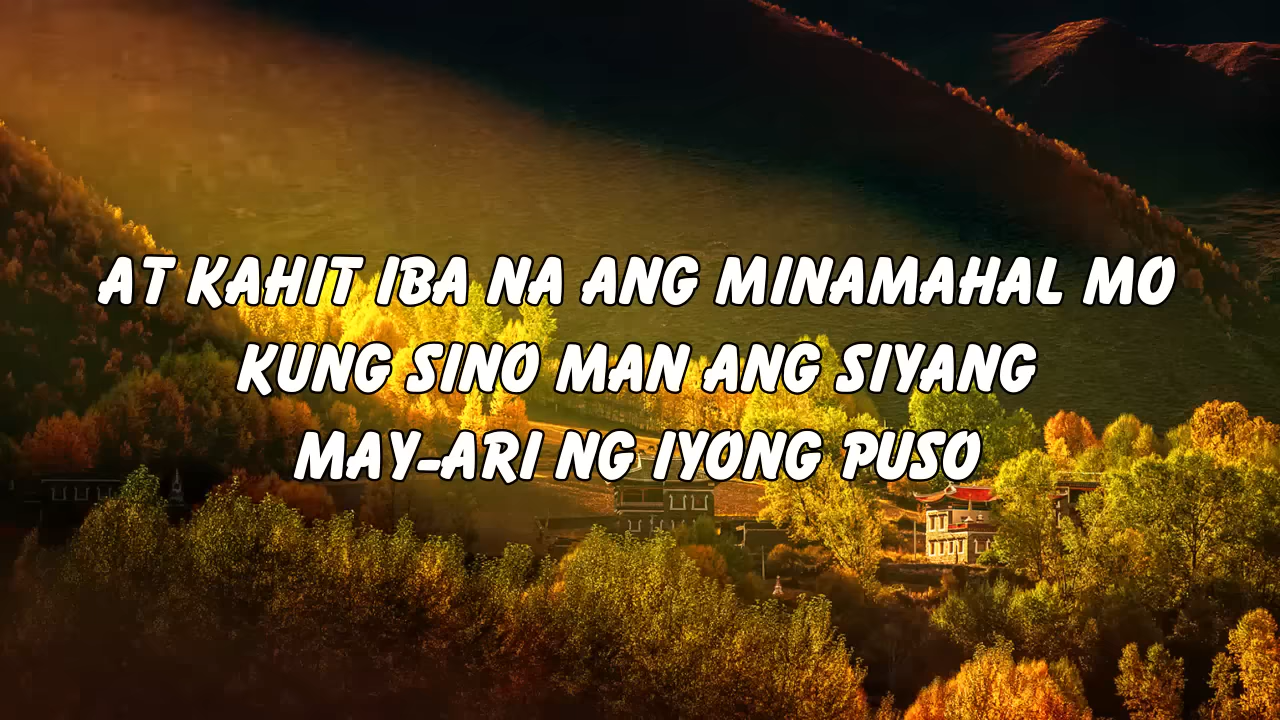 AT KAHIT IBA NA ANG MINAMAHAL MO
KUNG SINO MAN ANG SIYANG
MAY-ARI NG IYONG PUSO